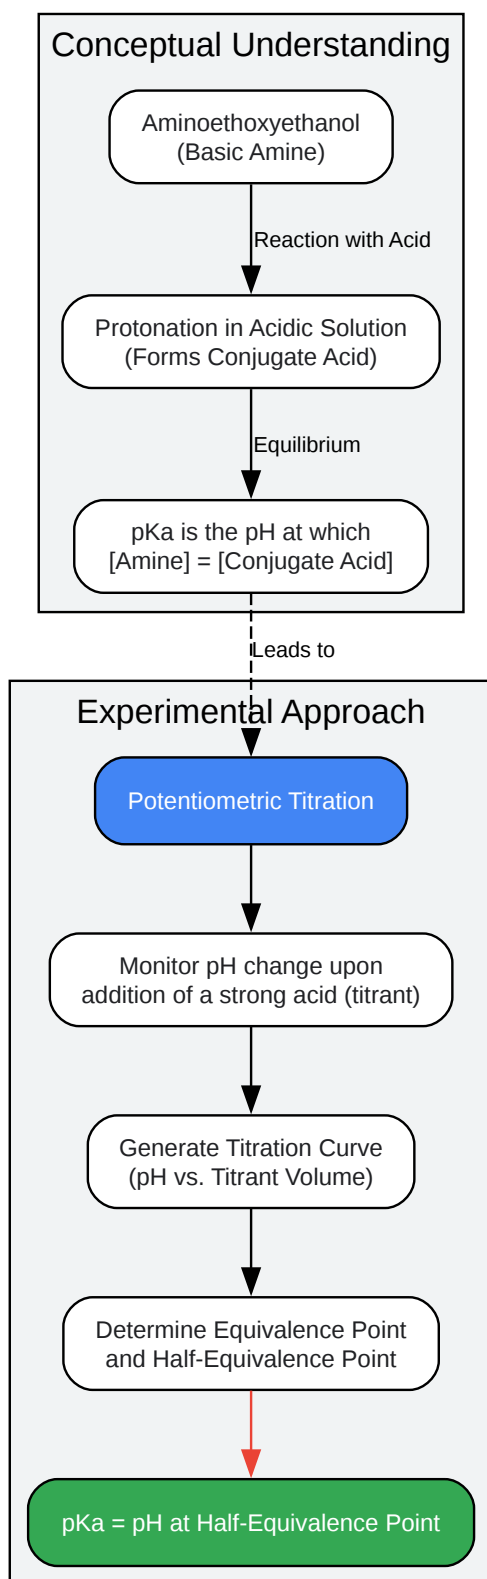 Conceptual Understanding
Aminoethoxyethanol
(Basic Amine)
Reaction with Acid
Protonation in Acidic Solution
(Forms Conjugate Acid)
Equilibrium
pKa is the pH at which
[Amine] = [Conjugate Acid]
Leads to
Experimental Approach
Potentiometric Titration
Monitor pH change upon
addition of a strong acid (titrant)
Generate Titration Curve
(pH vs. Titrant Volume)
Determine Equivalence Point
and Half-Equivalence Point
pKa = pH at Half-Equivalence Point